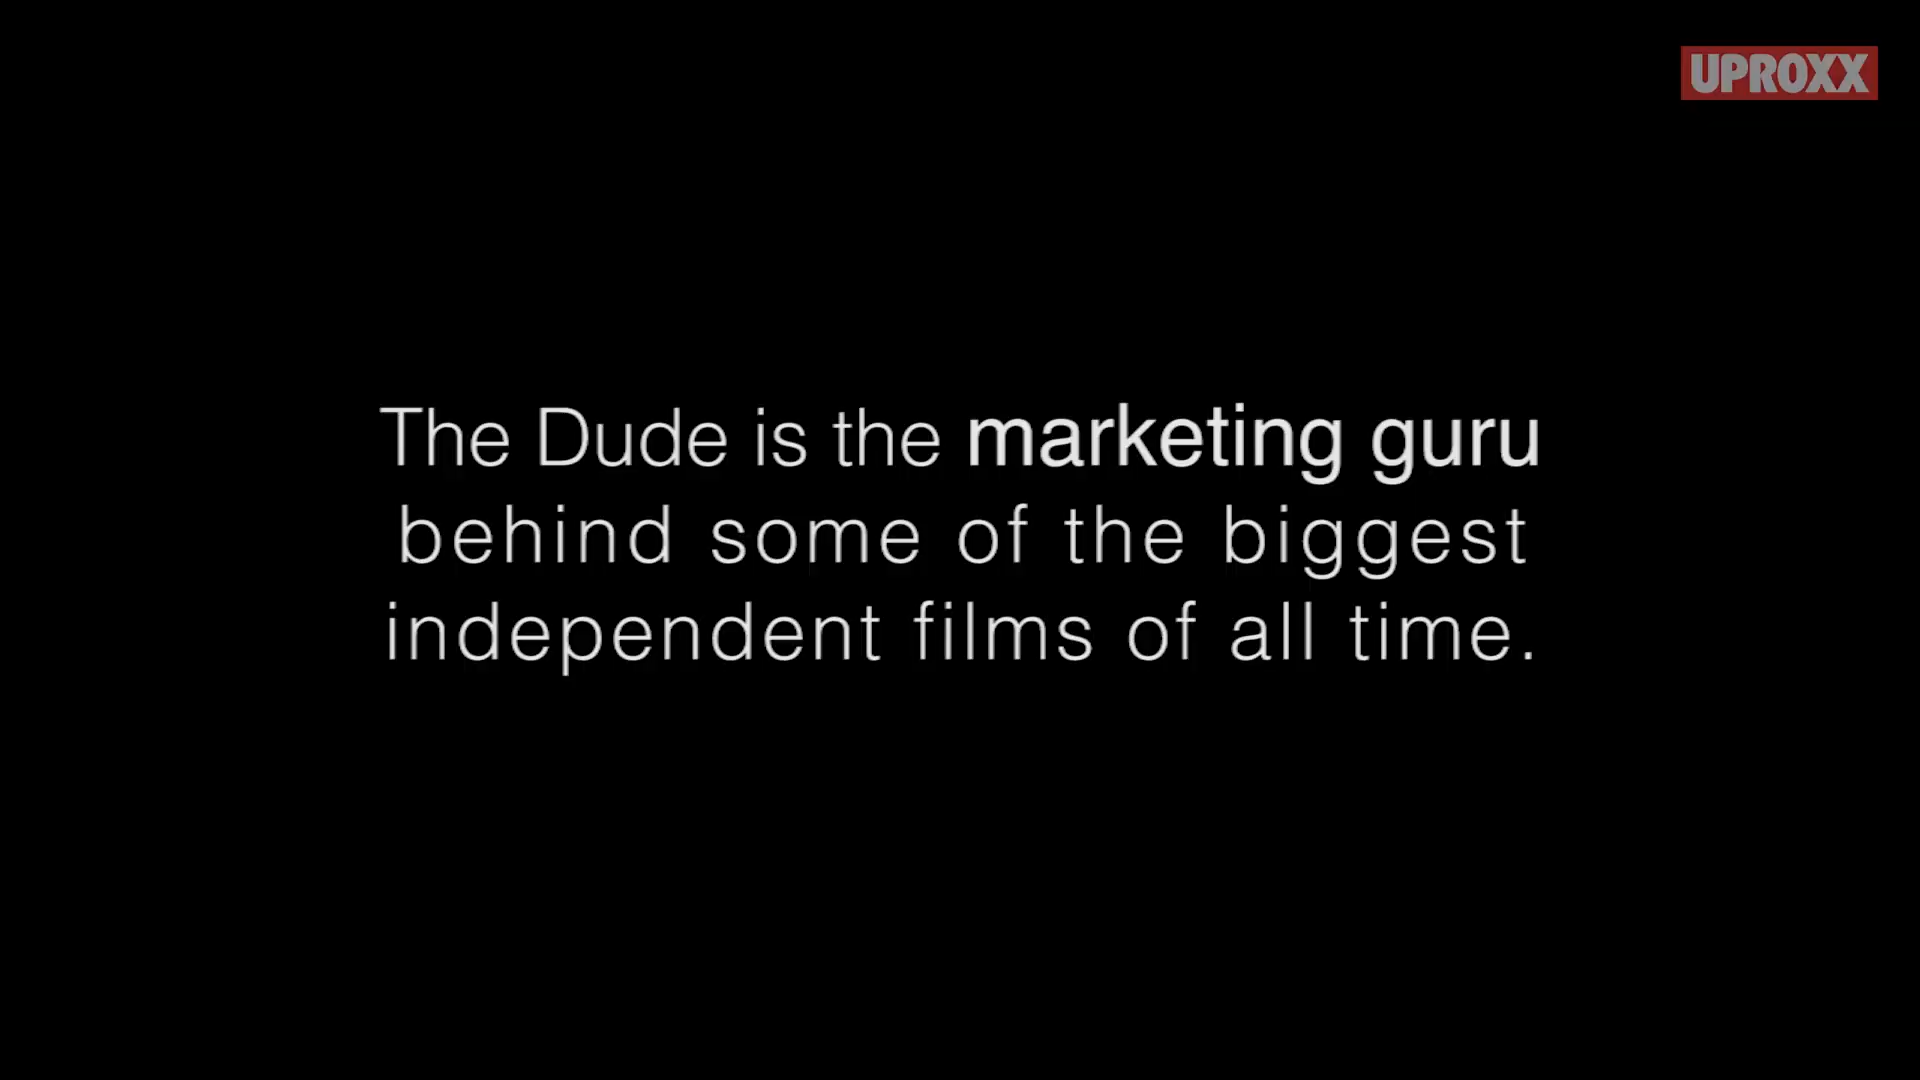 UPROXX
The Dude is the marketing guru
behind some of the biggest
independent films of all time.